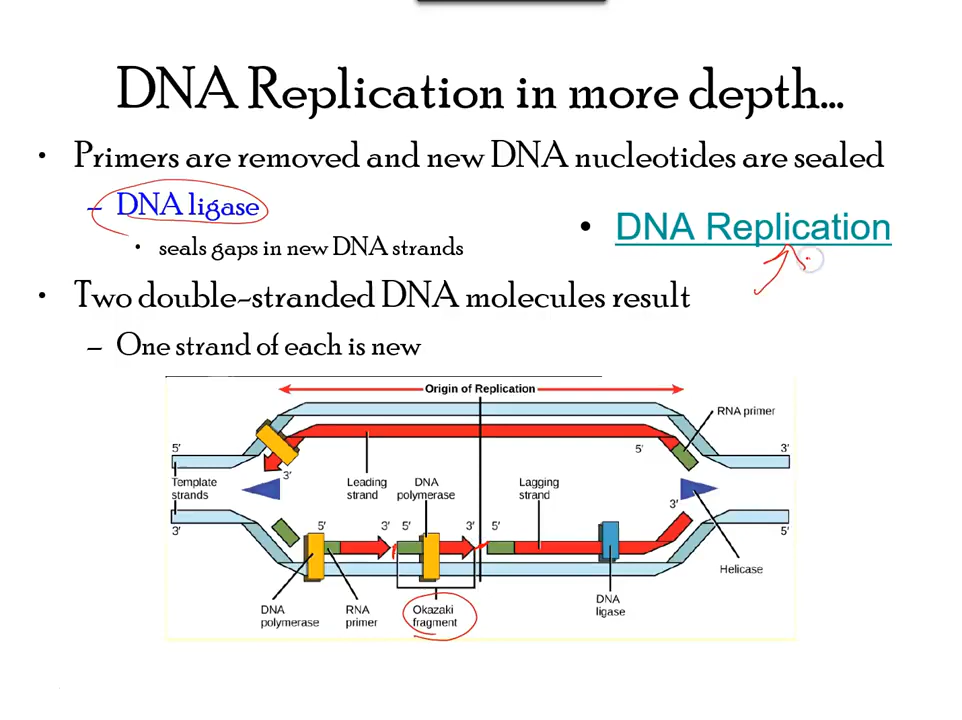 DNA Replication in more depth...
• Primers are removed and new DNA nucleotides are sealed
– DNA ligase
• seals gaps in new DNA strands
• DNA Replication
• Two double-stranded DNA molecules result
– One strand of each is new
Origin of Replication
RNA primer
5′
5′
3′
3′
Template
strands
Leading
strand
DNA
polymerase
Lagging
strand
3′
3′
5′
5′
3′
5′
3′
5′
Helicase
DNA
polymerase
RNA
primer
Okazaki
fragment
DNA
ligase